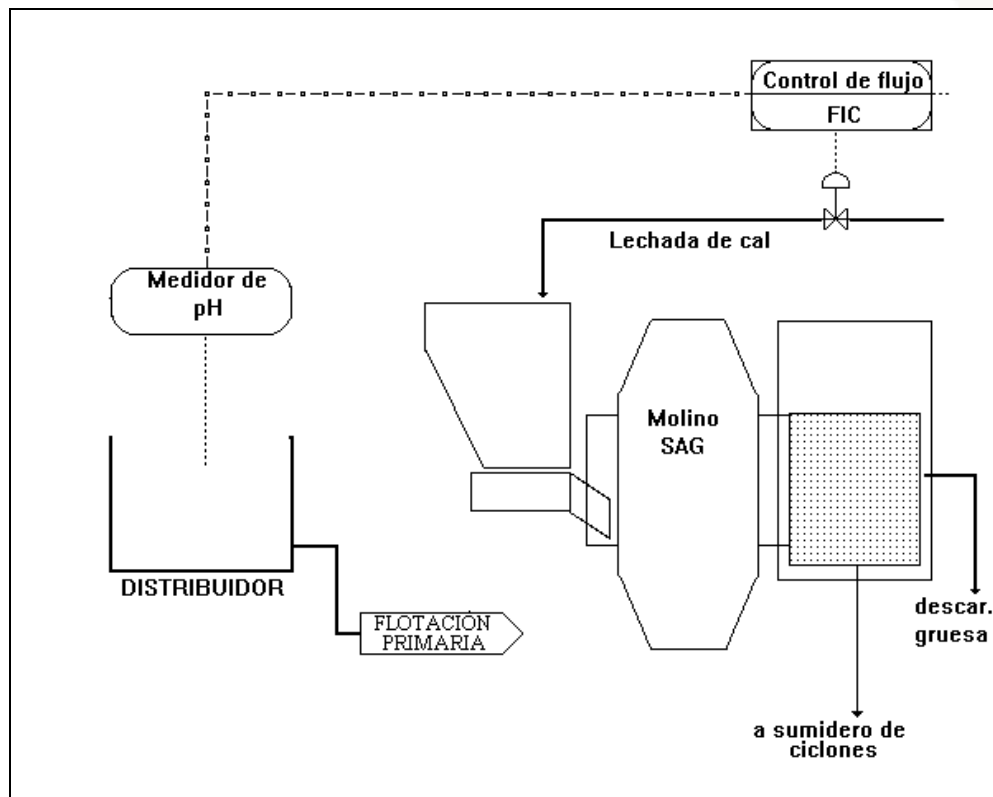 Control de flujo
FIC
Lechada de cal
Medidor de
pH
Molino
SAG
DISTRIBUIDOR
FLOTACIÓN
PRIMARIA
descar.
gruesa
a sumidero de
ciclones